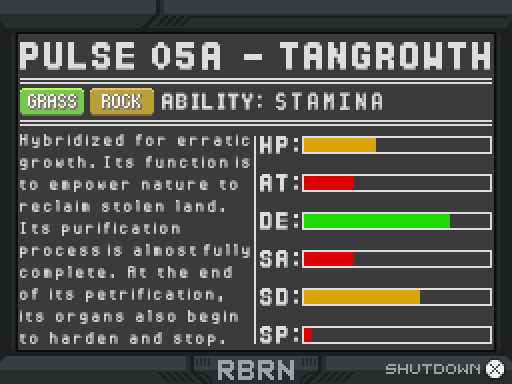 PULSE 05A - TANGROWTH
GRASS ROCK ABILITY: STAMINA
Hybridized for erratic
growth. Its function is
to empower nature to
reclaim stolen land.
Its purification
process is almost fully
complete. At the end
of its petrification,
its organs also begin
to harden and stop.
HP:
AT:
DE:
SA:
SD:
SP:
RBRN
SHUTDOWN